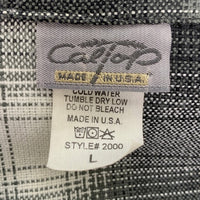 CalTop
MADE IN U.S.A.
COLD WATER
TUMBLE DRY LOW
DO NOT BLEACH
MADE IN U.S.A.
STYLE# 2000
L